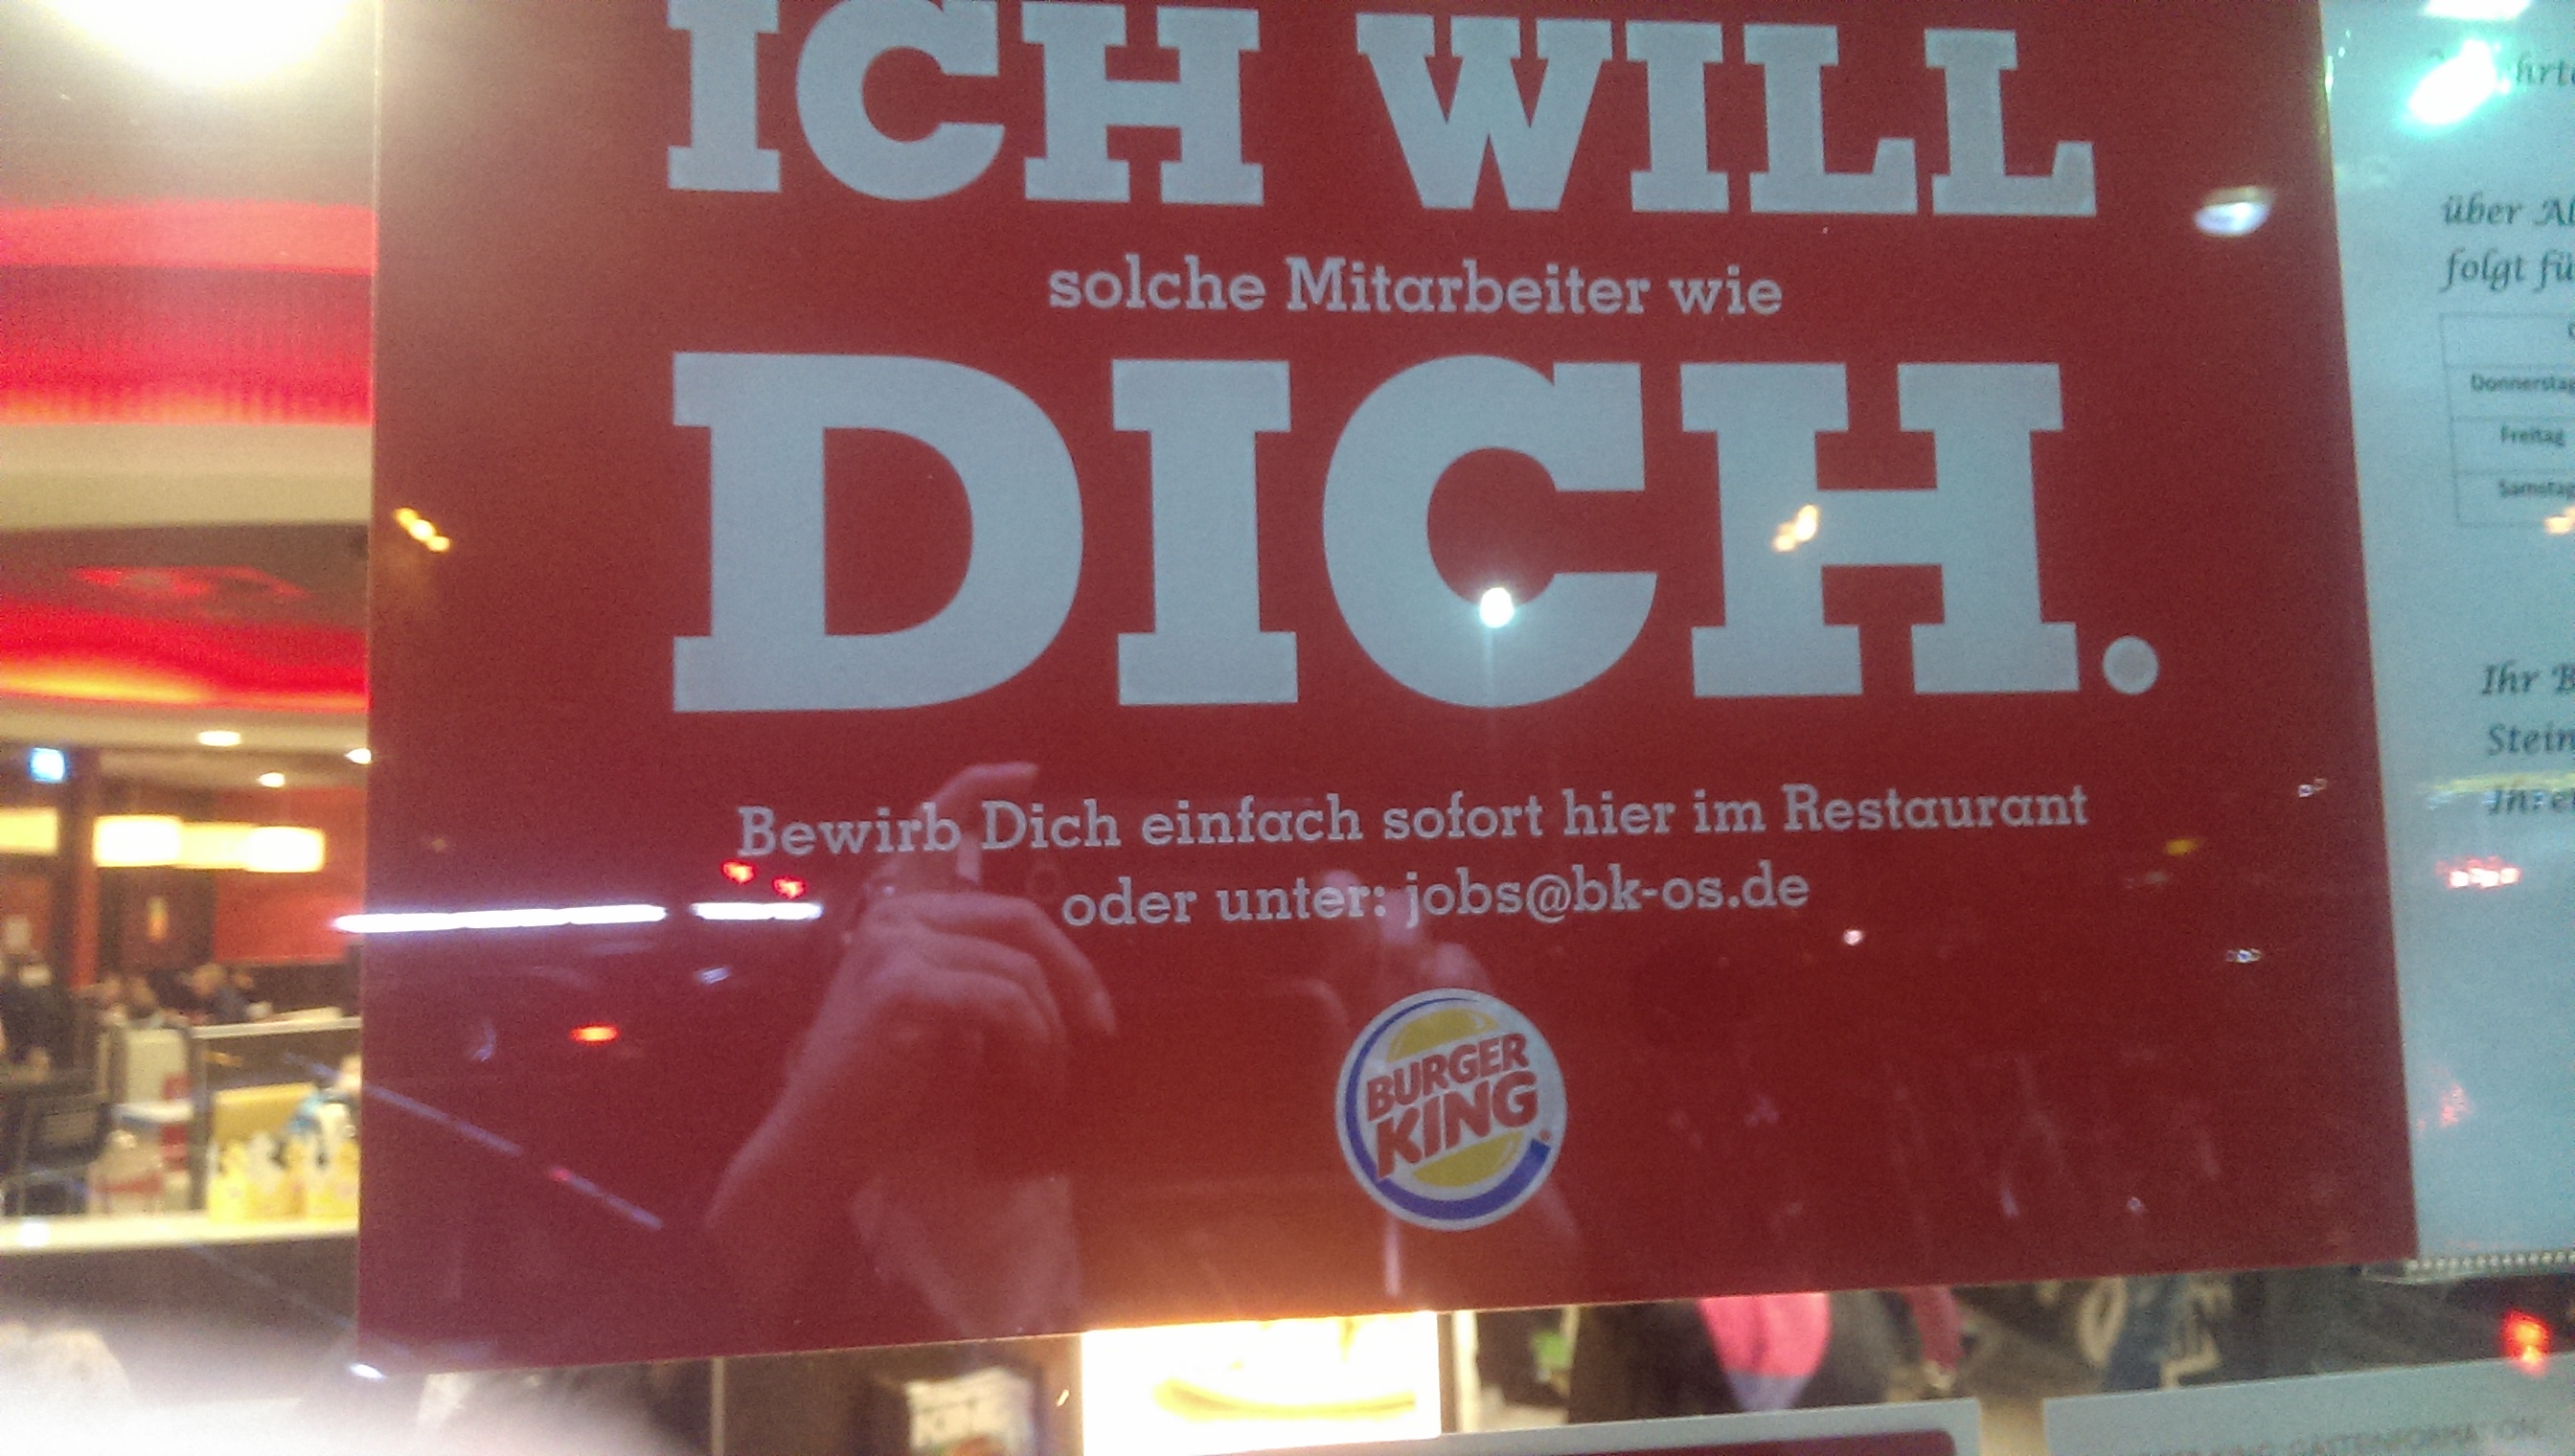 ICH WILL
solche Mitarbeiter wie
DICH.
Bewirb Dich einfach sofort hier im Restaurant
oder unter: jobs@bk-os.de
BURGER
KING
über
folgt
Donnerstag
Freitag
Samstag
Ihr